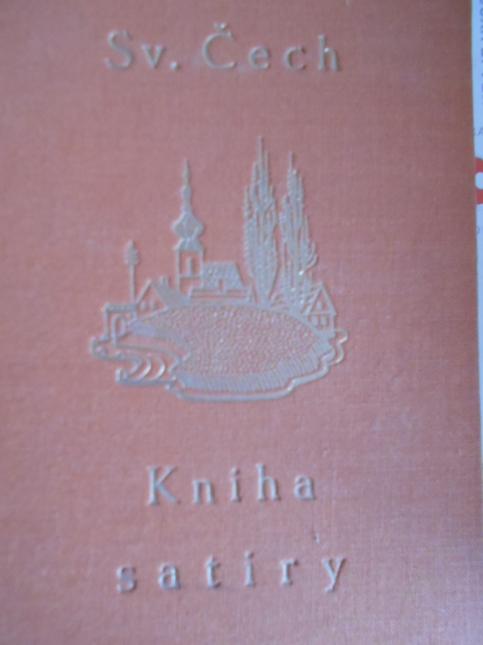 Sv. Čech
Kniha
satiry